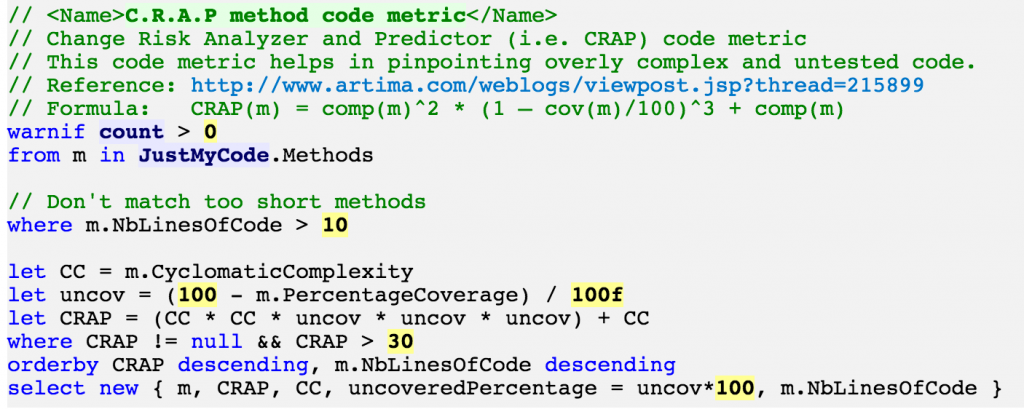 // <Name>C.R.A.P method code metric</Name>
// Change Risk Analyzer and Predictor (i.e. CRAP) code metric
// This code metric helps in pinpointing overly complex and untested code.
// Reference: http://www.artima.com/weblogs/viewpost.jsp?thread=215899
// Formula:   CRAP(m) = comp(m)^2 * (1 – cov(m)/100)^3 + comp(m)
warnif count > 0
from m in JustMyCode.Methods
// Don't match too short methods
where m.NbLinesOfCode > 10
let CC = m.CyclomaticComplexity
let uncov = (100 - m.PercentageCoverage) / 100f
let CRAP = (CC * CC * uncov * uncov * uncov) + CC
where CRAP != null && CRAP > 30
orderby CRAP descending, m.NbLinesOfCode descending
select new { m, CRAP, CC, uncoveredPercentage = uncov*100, m.NbLinesOfCode }